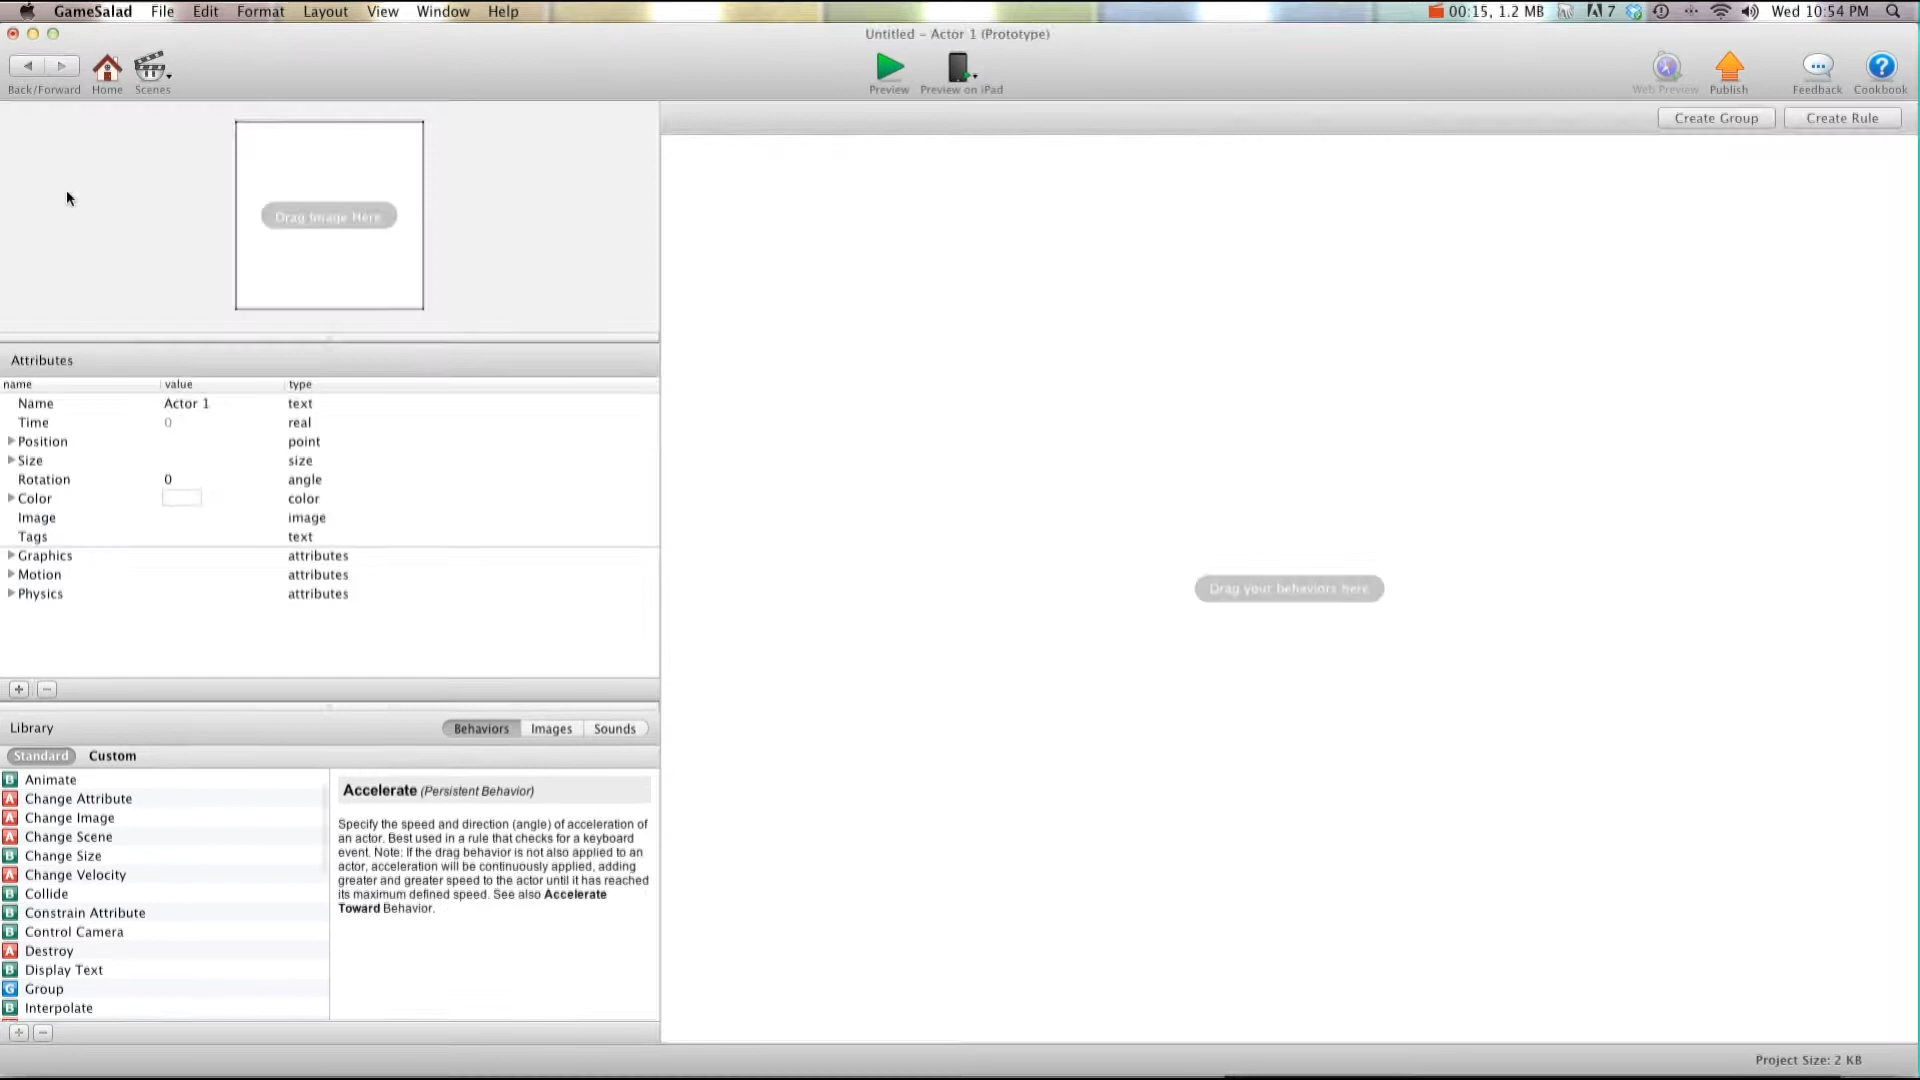 GameSalad File Edit Format Layout View Window Help 00:15, 1.2 MB 7 Wed 10:54 PM
Untitled – Actor 1 (Prototype)
Back/Forward Home Scenes Preview Preview on iPad Web Preview Publish Feedback Cookbook
Create Group Create Rule
Drag Image Here
Attributes
name value type
Name Actor 1 text
Time 0 real
Position point
Size size
Rotation 0 angle
Color color
Image image
Tags text
Graphics attributes
Motion attributes
Physics attributes
Drag your behaviors here
Library Behaviors Images Sounds
Standard Custom
B Animate
A Change Attribute
A Change Image
A Change Scene
B Change Size
A Change Velocity
B Collide
B Constrain Attribute
B Control Camera
A Destroy
B Display Text
G Group
B Interpolate
Accelerate (Persistent Behavior)
Specify the speed and direction (angle) of acceleration of
an actor. Best used in a rule that checks for a keyboard
event. Note: If the drag behavior is not also applied to an
actor, acceleration will be continuously applied, adding
greater and greater speed to the actor until it has reached
its maximum defined speed. See also Accelerate
Toward Behavior.
Project Size: 2 KB